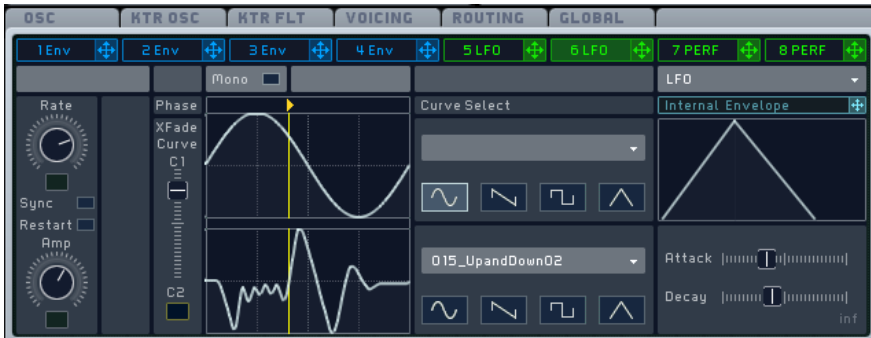 OSC KTR OSC KTR FLT VOICING ROUTING GLOBAL
1 Env 2 Env 3 Env 4 Env 5 LFO 6 LFO 7 PERF 8 PERF
Mono LFO
Rate Phase Curve Select Internal Envelope
XFade
Curve
C1
Sync
Restart
Amp
015_UpandDown02 Attack
C2 Decay
inf